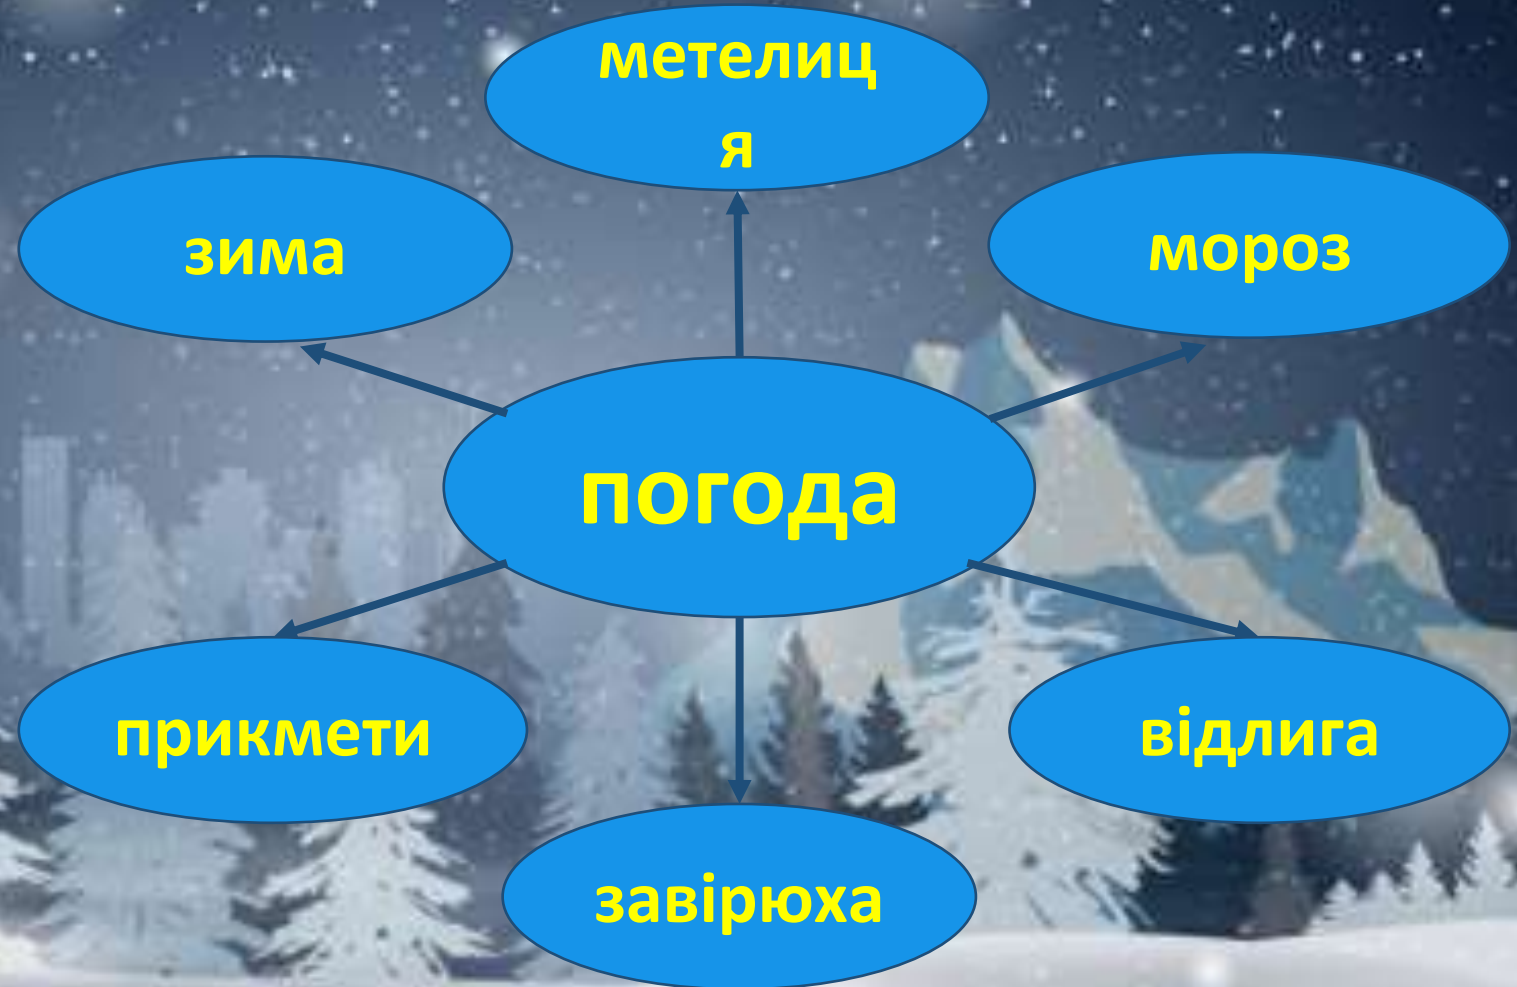 метелиц
я
зима
мороз
погода
прикмети
відлига
завірюха